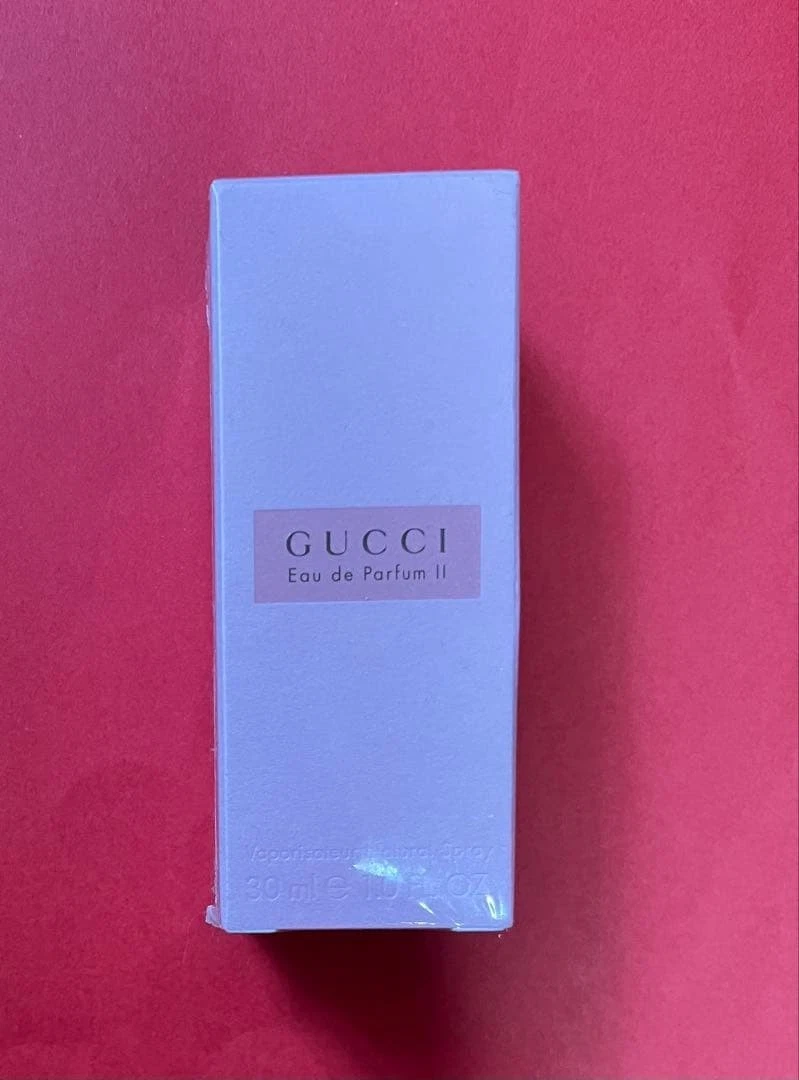 GUCCI
Eau de Parfum II
Vaporisateur Natural Spray
30 ml e 1.0 FL. OZ.